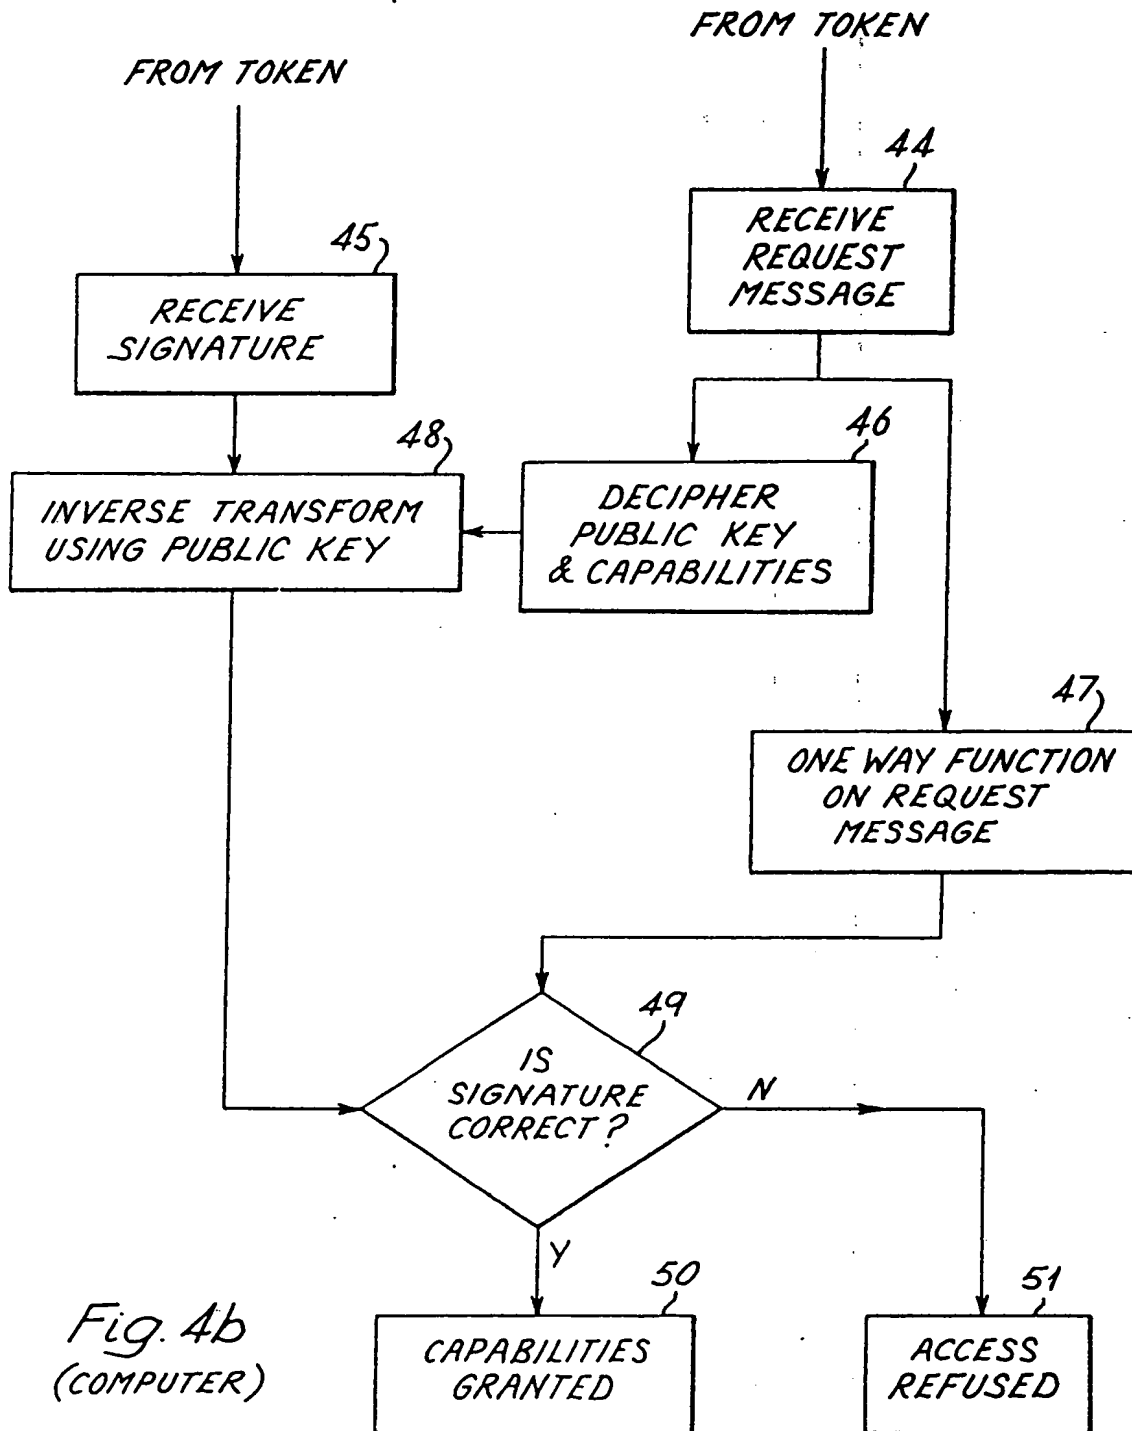 FROM TOKEN
FROM TOKEN
44
RECEIVE
REQUEST
MESSAGE
45
RECEIVE
SIGNATURE
46
DECIPHER
PUBLIC KEY
& CAPABILITIES
48
INVERSE TRANSFORM
USING PUBLIC KEY
47
ONE WAY FUNCTION
ON REQUEST
MESSAGE
49
IS
SIGNATURE
CORRECT?
N
Y
50
CAPABILITIES
GRANTED
51
ACCESS
REFUSED
Fig. 4b
(COMPUTER)